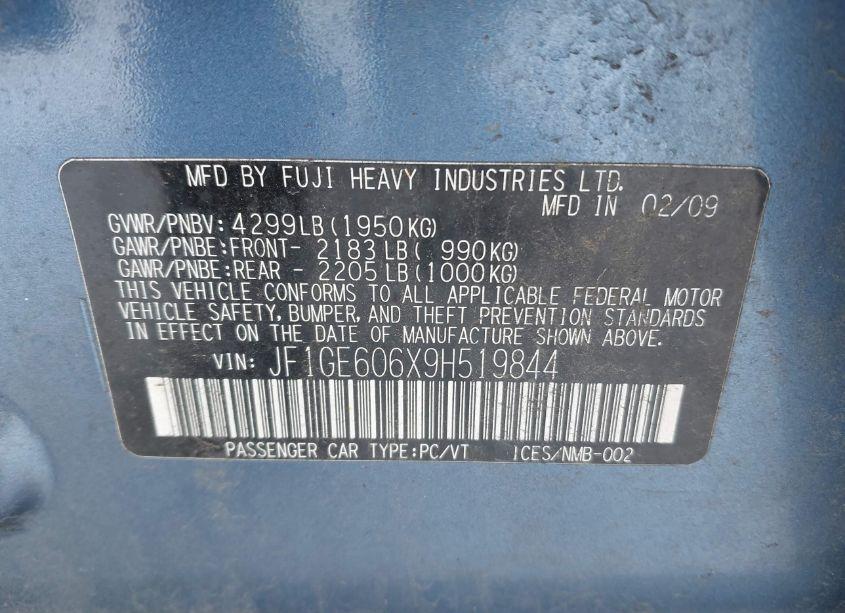 MFD BY FUJI HEAVY INDUSTRIES LTD.
MFD IN 02/09
GVWR/PNBV: 4299LB(1950KG)
GAWR/PNBE:FRONT- 2183LB( 990KG)
GAWR/PNBE:REAR - 2205LB(1000KG)
THIS VEHICLE CONFORMS TO ALL APPLICABLE FEDERAL MOTOR
VEHICLE SAFETY, BUMPER, AND THEFT PREVENTION STANDARDS
IN EFFECT ON THE DATE OF MANUFACTURE SHOWN ABOVE.
VIN: JF1GE606X9H519844
PASSENGER CAR TYPE:PC/VT ICES/NMB-002